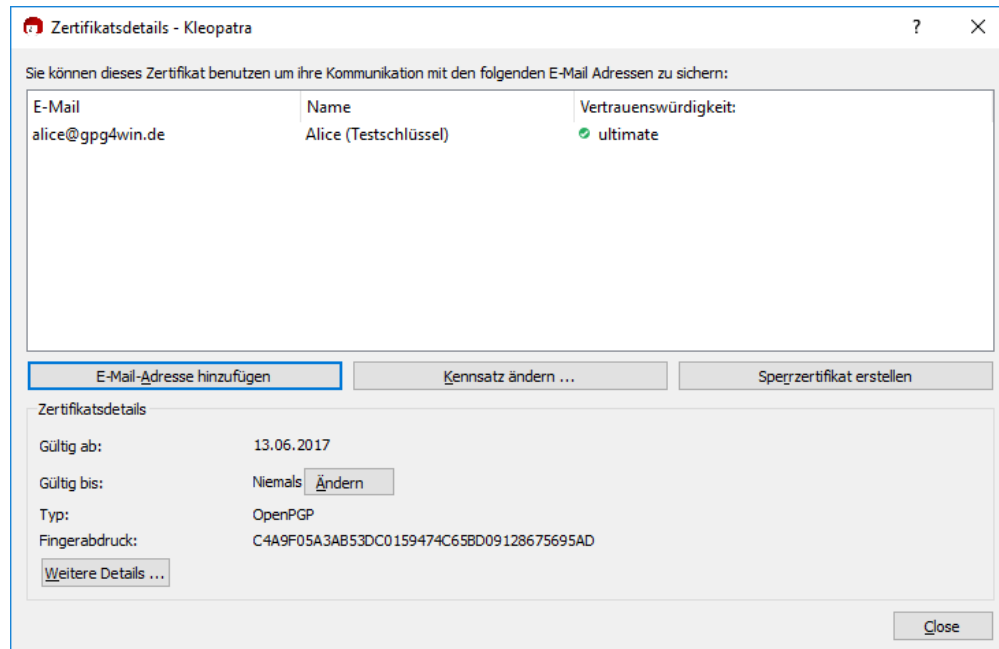 Zertifikatsdetails - Kleopatra
Sie können dieses Zertifikat benutzen um ihre Kommunikation mit den folgenden E-Mail Adressen zu sichern:
E-Mail Name Vertrauenswürdigkeit:
alice@gpg4win.de Alice (Testschlüssel) ultimate
E-Mail-Adresse hinzufügen Kennsatz ändern ... Sperrzertifikat erstellen
Zertifikatsdetails
Gültig ab: 13.06.2017
Gültig bis: Niemals Ändern
Typ: OpenPGP
Fingerabdruck: C4A9F05A3AB53DC0159474C65BD09128675695AD
Weitere Details ...
Close